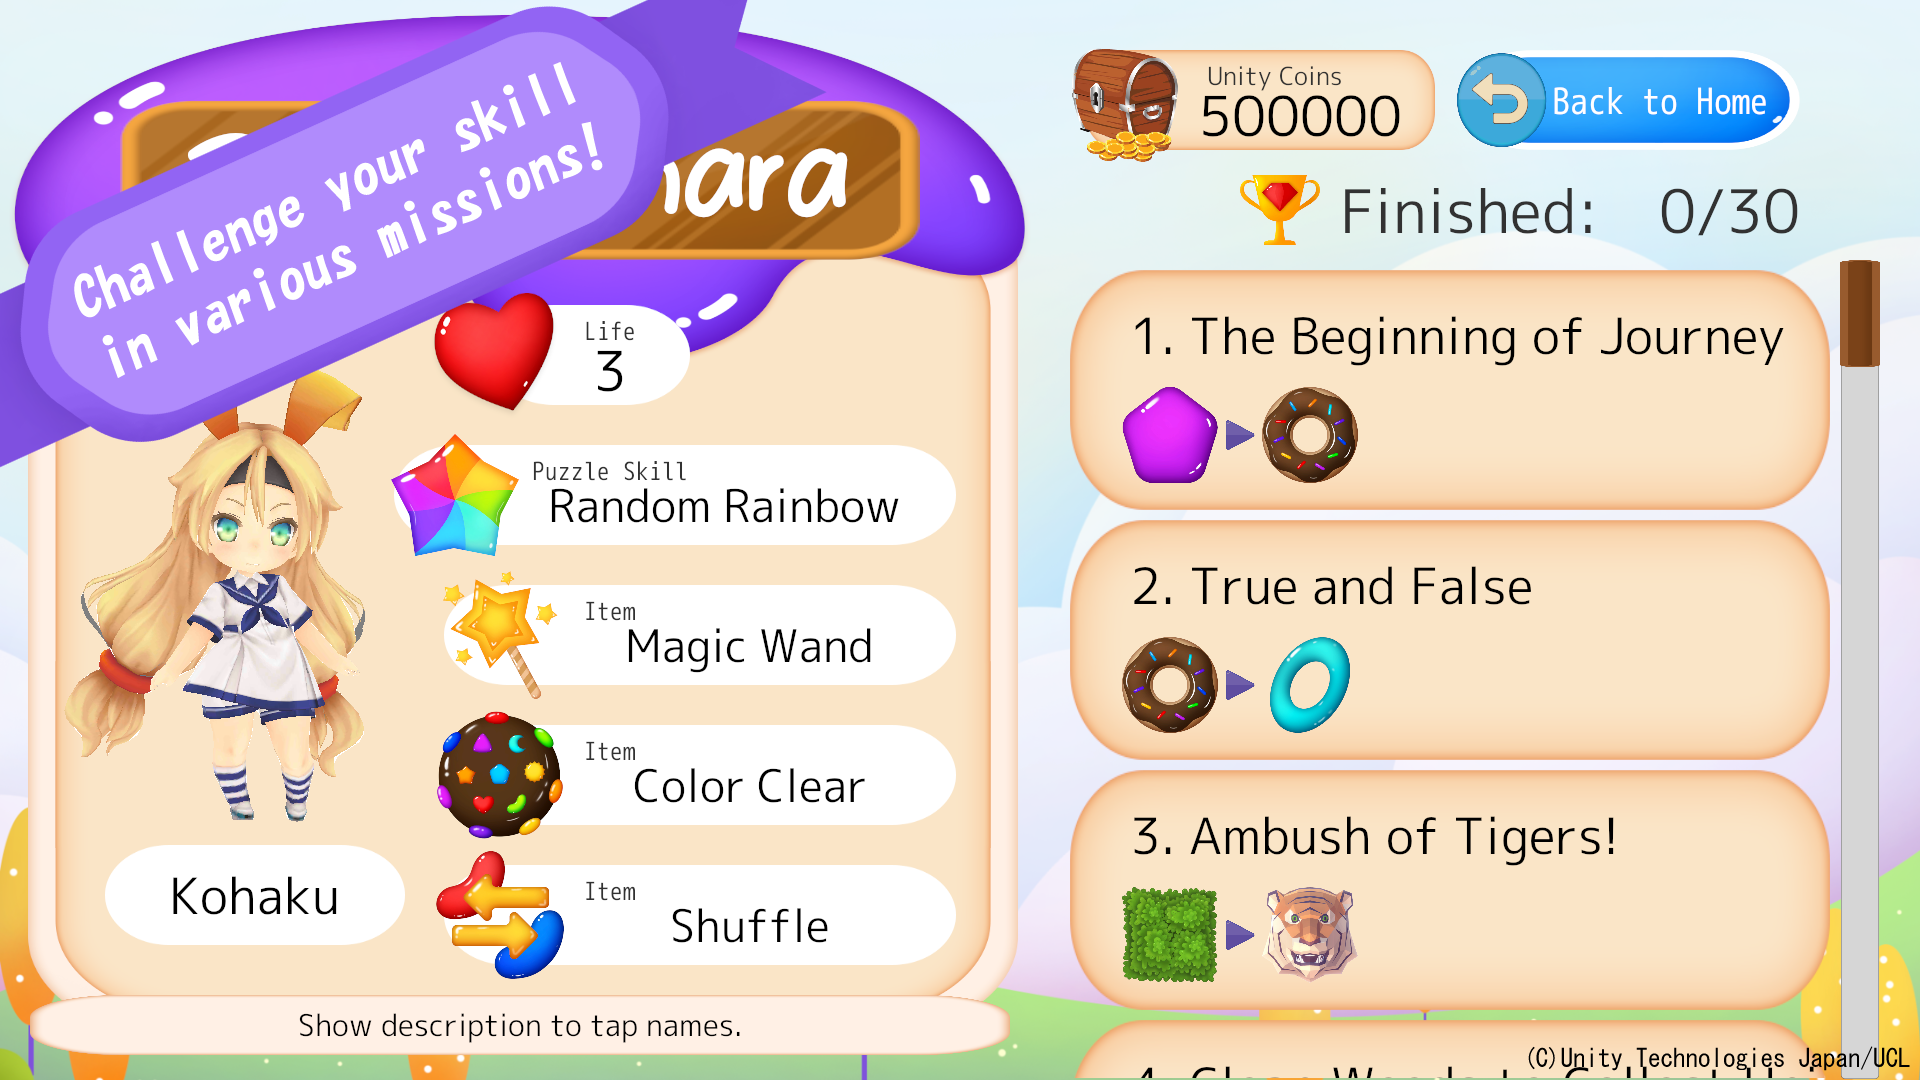 Challenge your skill
in various missions!
Life
3
Puzzle Skill
Random Rainbow
Item
Magic Wand
Item
Color Clear
Item
Shuffle
Kohaku
Show description to tap names.
Unity Coins
500000
Back to Home
Finished: 0/30
1. The Beginning of Journey
2. True and False
3. Ambush of Tigers!
(C)Unity Technologies Japan/UCL